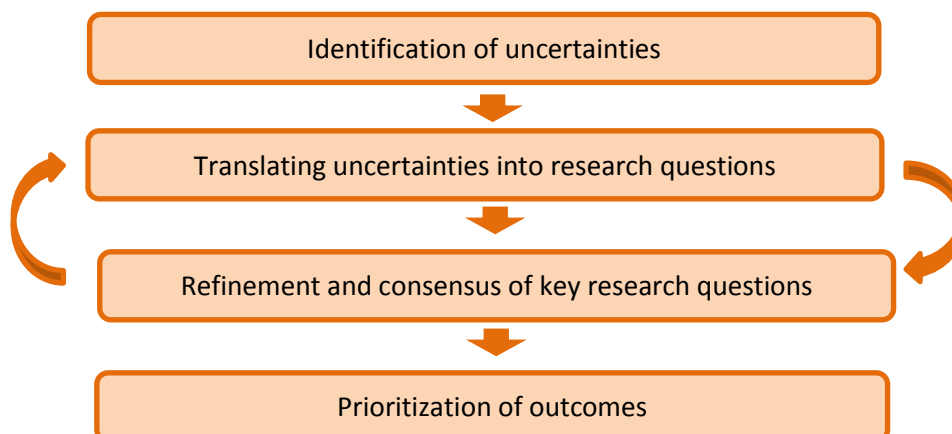 Identification of uncertainties
Translating uncertainties into research questions
Refinement and consensus of key research questions
Prioritization of outcomes